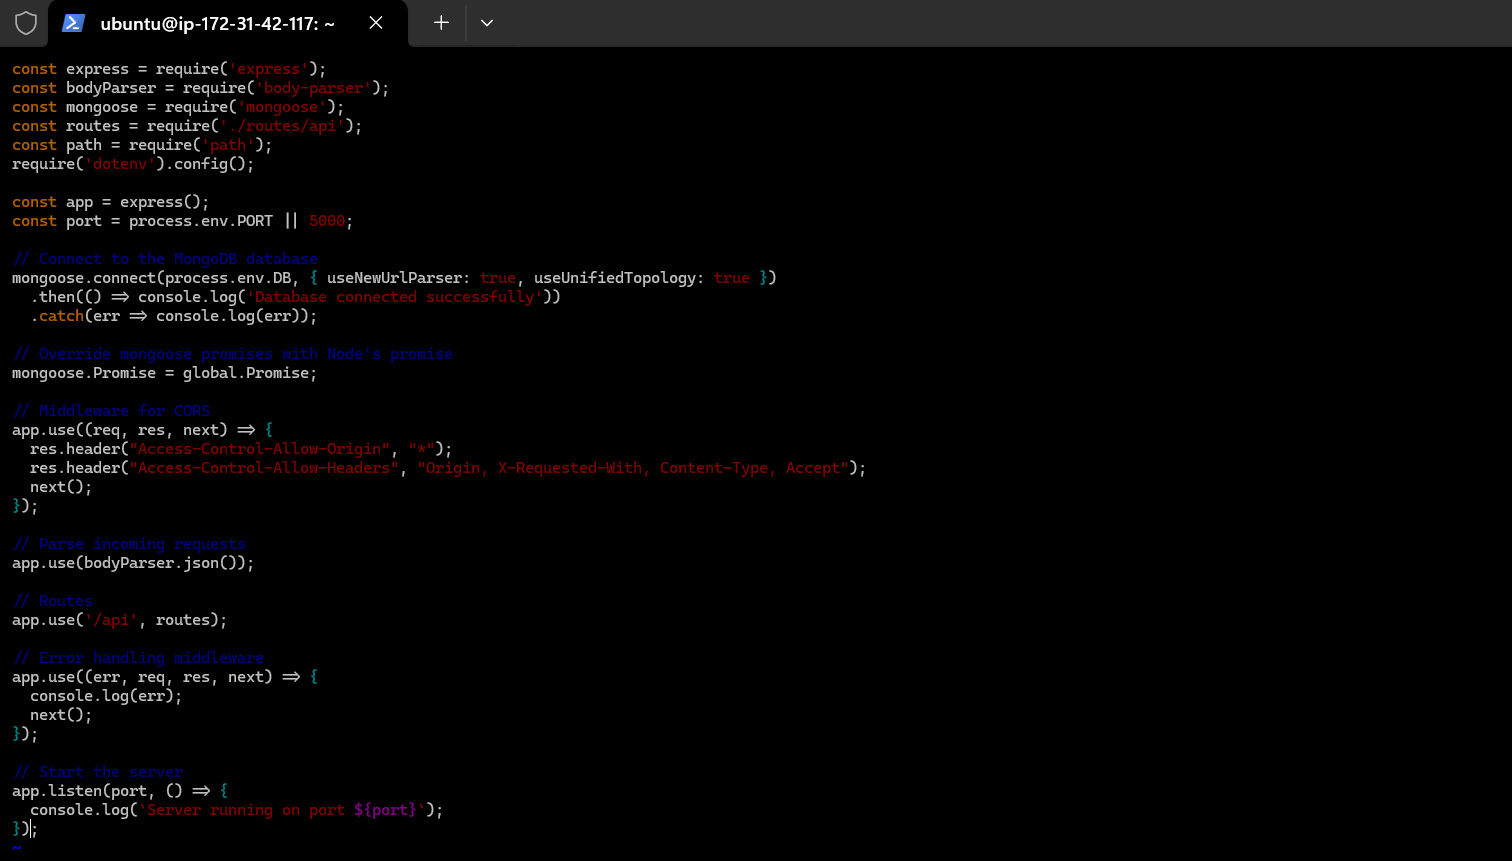 ubuntu@ip-172-31-42-117: ~
const express = require('express');
const bodyParser = require('body-parser');
const mongoose = require('mongoose');
const routes = require('./routes/api');
const path = require('path');
require('dotenv').config();

const app = express();
const port = process.env.PORT || 5000;

// Connect to the MongoDB database
mongoose.connect(process.env.DB, { useNewUrlParser: true, useUnifiedTopology: true })
  .then(() => console.log('Database connected successfully'))
  .catch(err => console.log(err));

// Override mongoose promises with Node's promise
mongoose.Promise = global.Promise;

// Middleware for CORS
app.use((req, res, next) => {
  res.header("Access-Control-Allow-Origin", "*");
  res.header("Access-Control-Allow-Headers", "Origin, X-Requested-With, Content-Type, Accept");
  next();
});

// Parse incoming requests
app.use(bodyParser.json());

// Routes
app.use('/api', routes);

// Error handling middleware
app.use((err, req, res, next) => {
  console.log(err);
  next();
});

// Start the server
app.listen(port, () => {
  console.log(`Server running on port ${port}`);
});
~